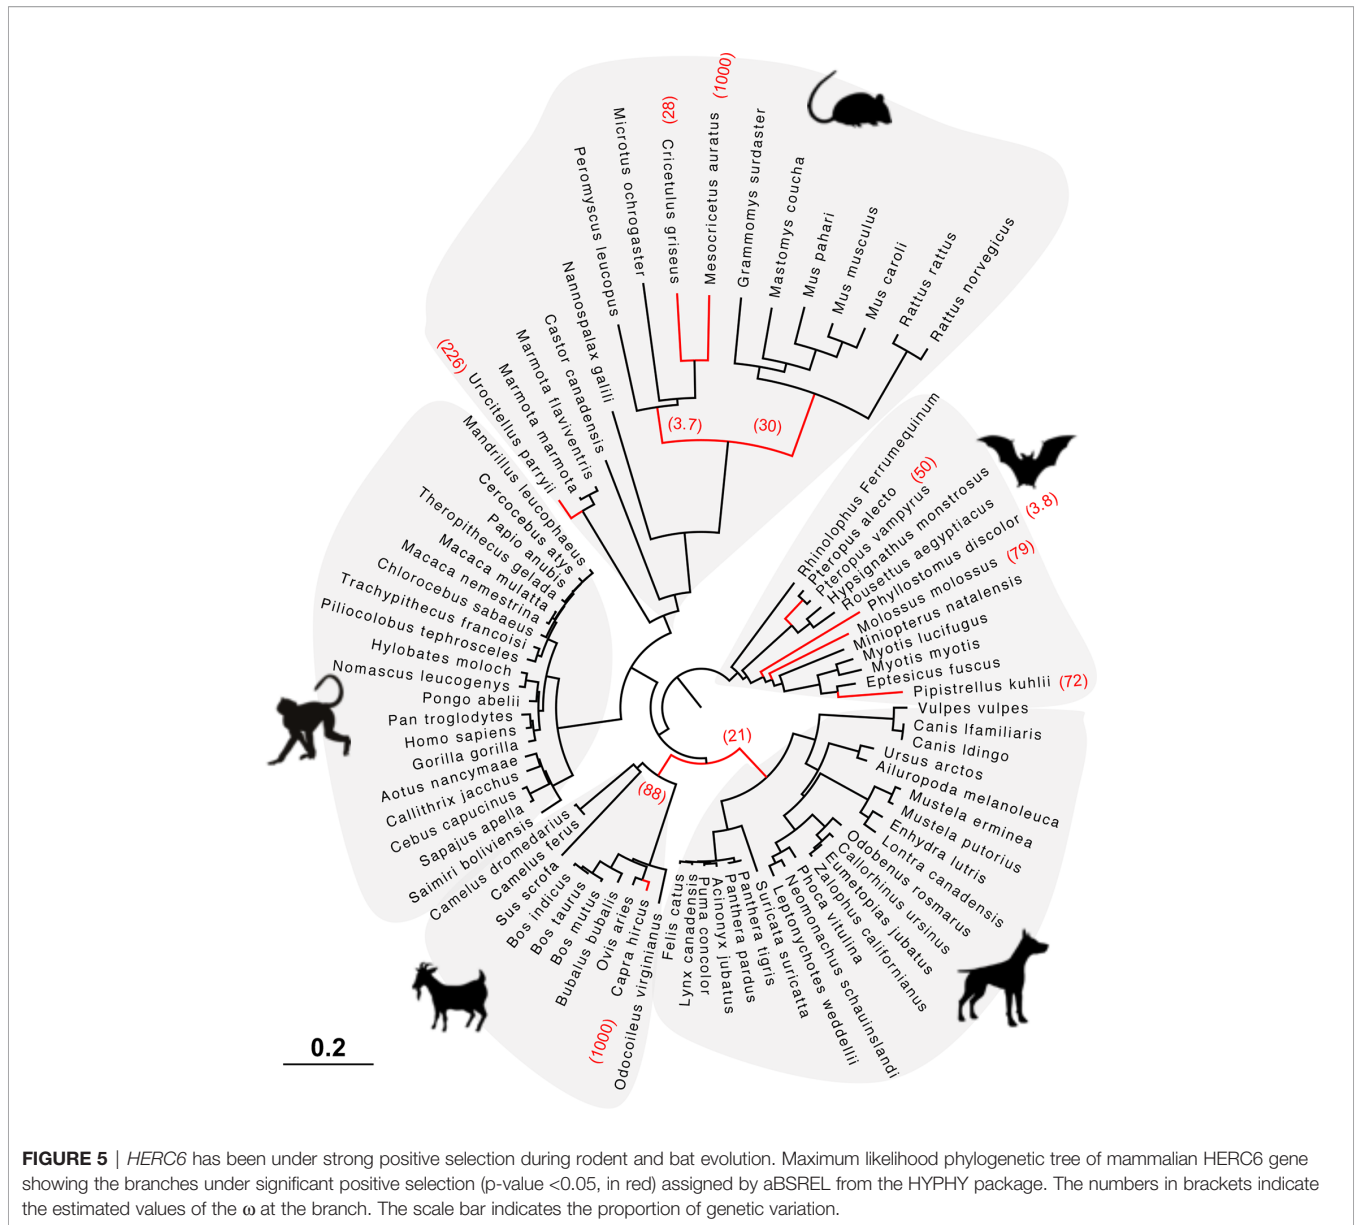 (1000)
(28)
Peromyscus leucopus
Microtus ochrogaster
Cricetulus griseus
Mesocricetus auratus
Grammomys surdaster
Mastomys coucha
Mus pahari
Mus musculus
Mus caroli
Rattus rattus
Rattus norvegicus
Nannospalax galili
Castor canadensis
Marmota flaviventris
Marmota marmota
Urocitellus parryii
(226)
(3.7)
(30)
Rhinolophus Ferrumequinum
Pteropus alecto
(50)
Pteropus vampyrus
Hypsignathus monstrosus
Rousettus aegyptiacus
Phyllostomus discolor
(3.8)
Molossus molossus
(79)
Miniopterus natalensis
Myotis lucifugus
Myotis myotis
Eptesicus fuscus
Pipistrellus kuhlii (72)
Vulpes vulpes
Canis lfamiliaris
Canis ldingo
Ursus arctos
Ailuropoda melanoleuca
Mustela erminea
Mustela putorius
Enhydra lutris
Lontra canadensis
Odobenus rosmarus
Callorhinus ursinus
Eumetopias jubatus
Zalophus californianus
Phoca vitulina
Neomonachus schauinslandi
Leptonychotes weddellii
Suricata suricatta
Panthera tigris
Panthera pardus
Acinonyx jubatus
Puma concolor
Lynx canadensis
Felis catus
(21)
(88)
Odocoileus virginianus
(1000)
Capra hircus
Ovis aries
Bubalus bubalis
Bos mutus
Bos taurus
Bos indicus
Sus scrofa
Camelus ferus
Camelus dromedarius
Saimiri boliviensis
Sapajus apella
Cebus capucinus
Callithrix jacchus
Aotus nancymaae
Gorilla gorilla
Homo sapiens
Pan troglodytes
Pongo abelii
Nomascus leucogenys
Hylobates moloch
Piliocolobus tephrosceles
Trachypithecus francoisi
Chlorocebus sabaeus
Macaca nemestrina
Macaca mulatta
Theropithecus gelada
Papio anubis
Cercocebus atys
Mandrillus leucophaeus
0.2
FIGURE 5 | HERC6 has been under strong positive selection during rodent and bat evolution. Maximum likelihood phylogenetic tree of mammalian HERC6 gene
showing the branches under significant positive selection (p-value <0.05, in red) assigned by aBSREL from the HYPHY package. The numbers in brackets indicate
the estimated values of the ω at the branch. The scale bar indicates the proportion of genetic variation.